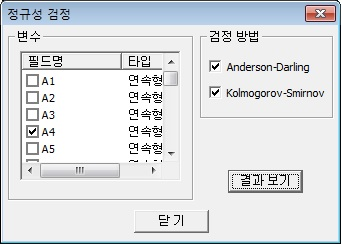 정규성 검정
변수
필드명 타입
A1 연속형
A2 연속형
A3 연속형
A4 연속형
A5 연속형
검정 방법
Anderson-Darling
Kolmogorov-Smirnov
결과 보기
닫기